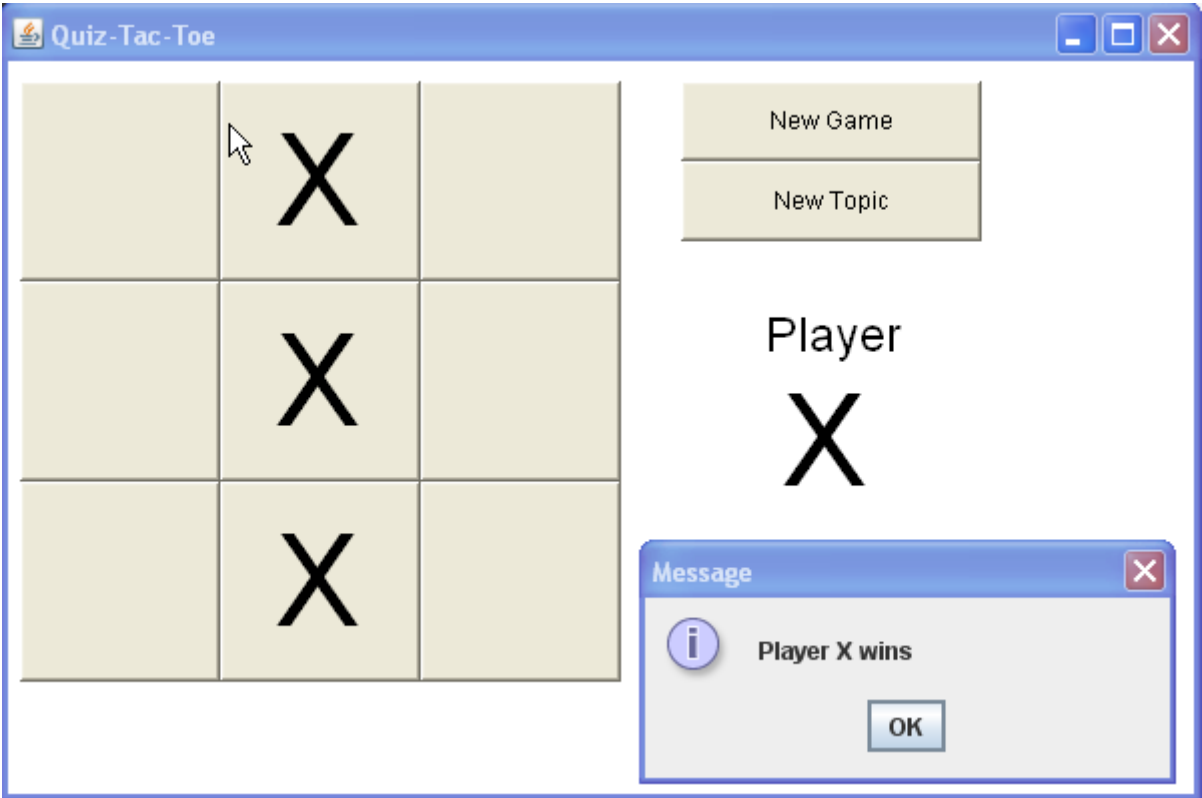 Quiz-Tac-Toe
X
New Game
New Topic
X
Player
X
X
Message
Player X wins
OK